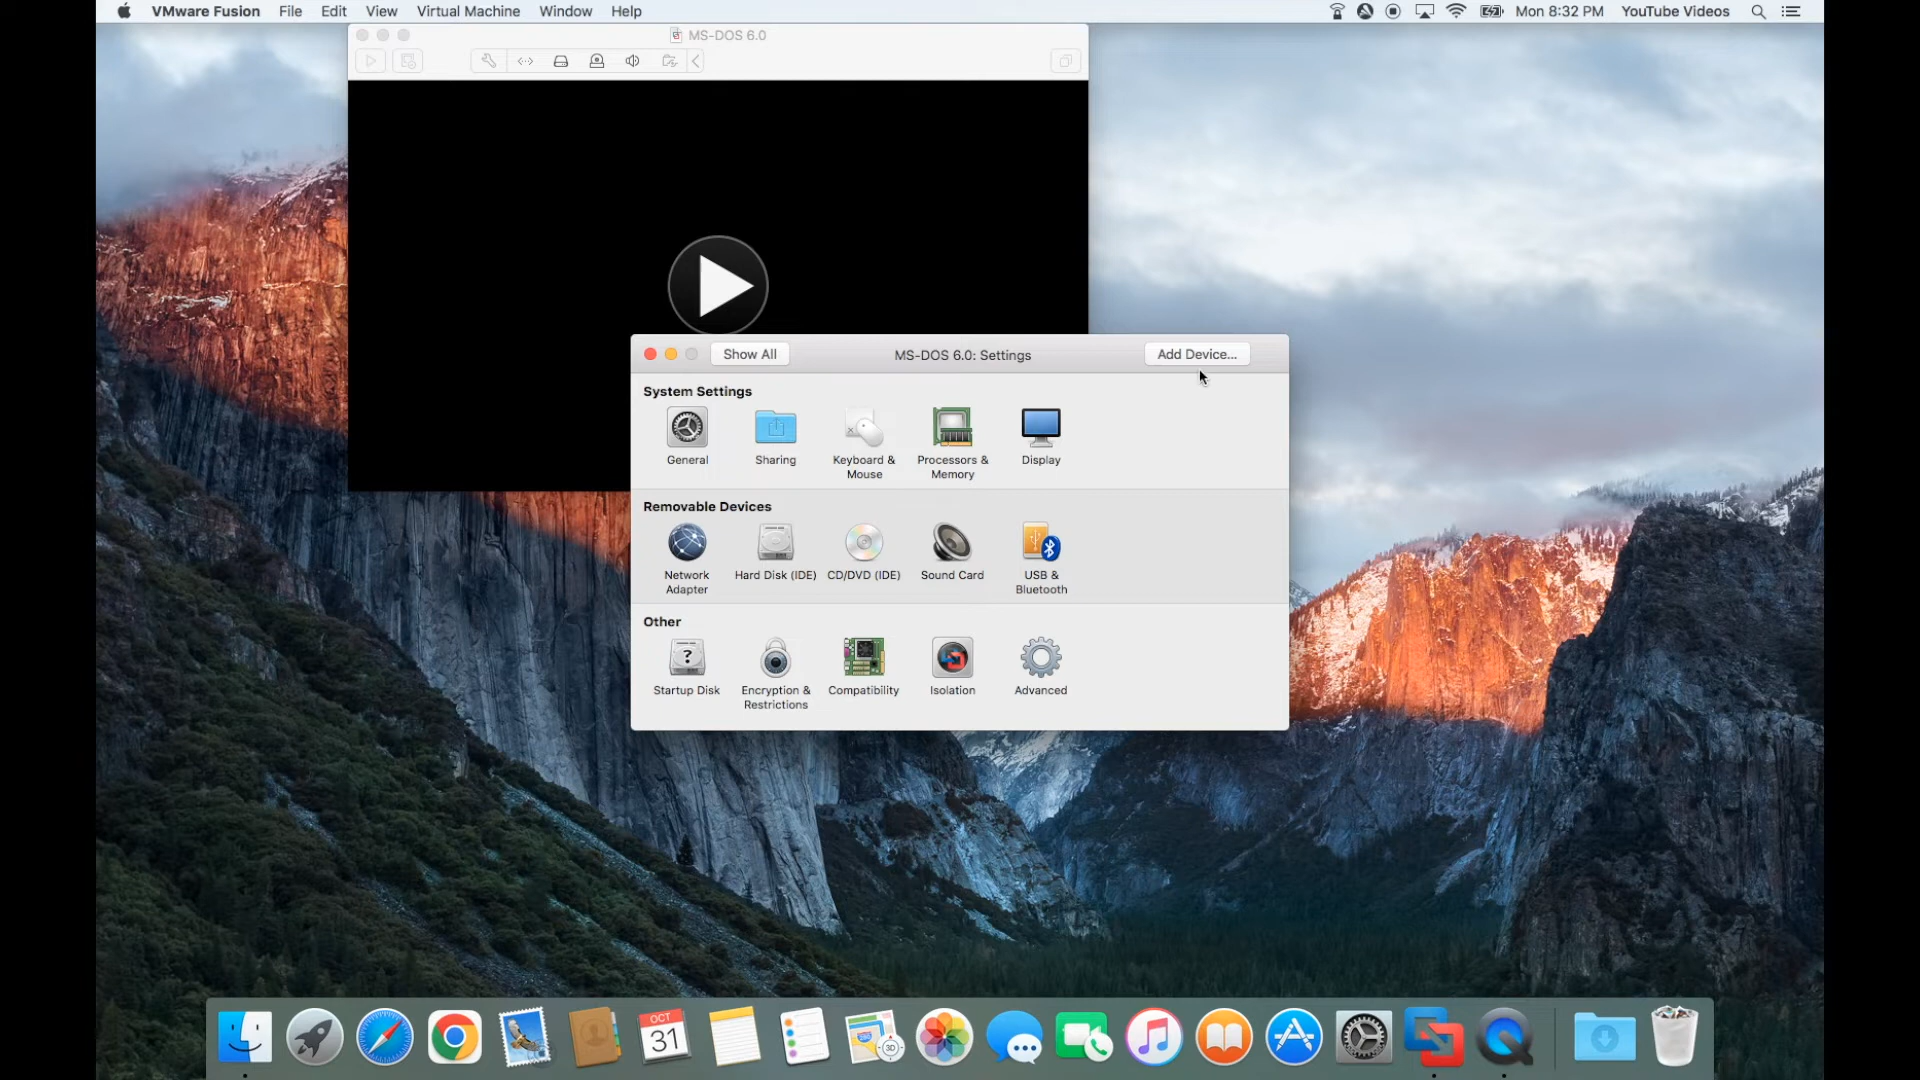 VMware Fusion File Edit View Virtual Machine Window Help Mon 8:32 PM YouTube Videos
MS-DOS 6.0
Show All MS-DOS 6.0: Settings Add Device...
System Settings
General Sharing Keyboard & Mouse Processors & Memory Display
Removable Devices
Network Adapter Hard Disk (IDE) CD/DVD (IDE) Sound Card USB & Bluetooth
Other
?
Startup Disk Encryption & Restrictions Compatibility Isolation Advanced
OCT
31
3D